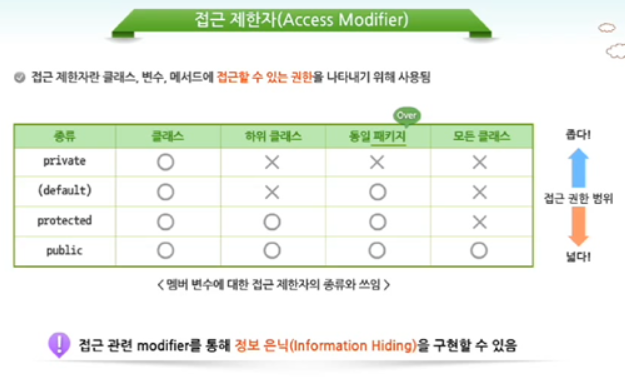 접근 제한자(Access Modifier)
접근 제한자란 클래스, 변수, 메서드에 접근할 수 있는 권한을 나타내기 위해 사용됨
Over
종류 클래스 하위 클래스 동일 패키지 모든 클래스
private ○ × × ×
(default) ○ × ○ ×
protected ○ ○ ○ ×
public ○ ○ ○ ○
좁다!
접근 권한 범위
넓다!
< 멤버 변수에 대한 접근 제한자의 종류와 쓰임 >
! 접근 관련 modifier를 통해 정보 은닉(Information Hiding)을 구현할 수 있음